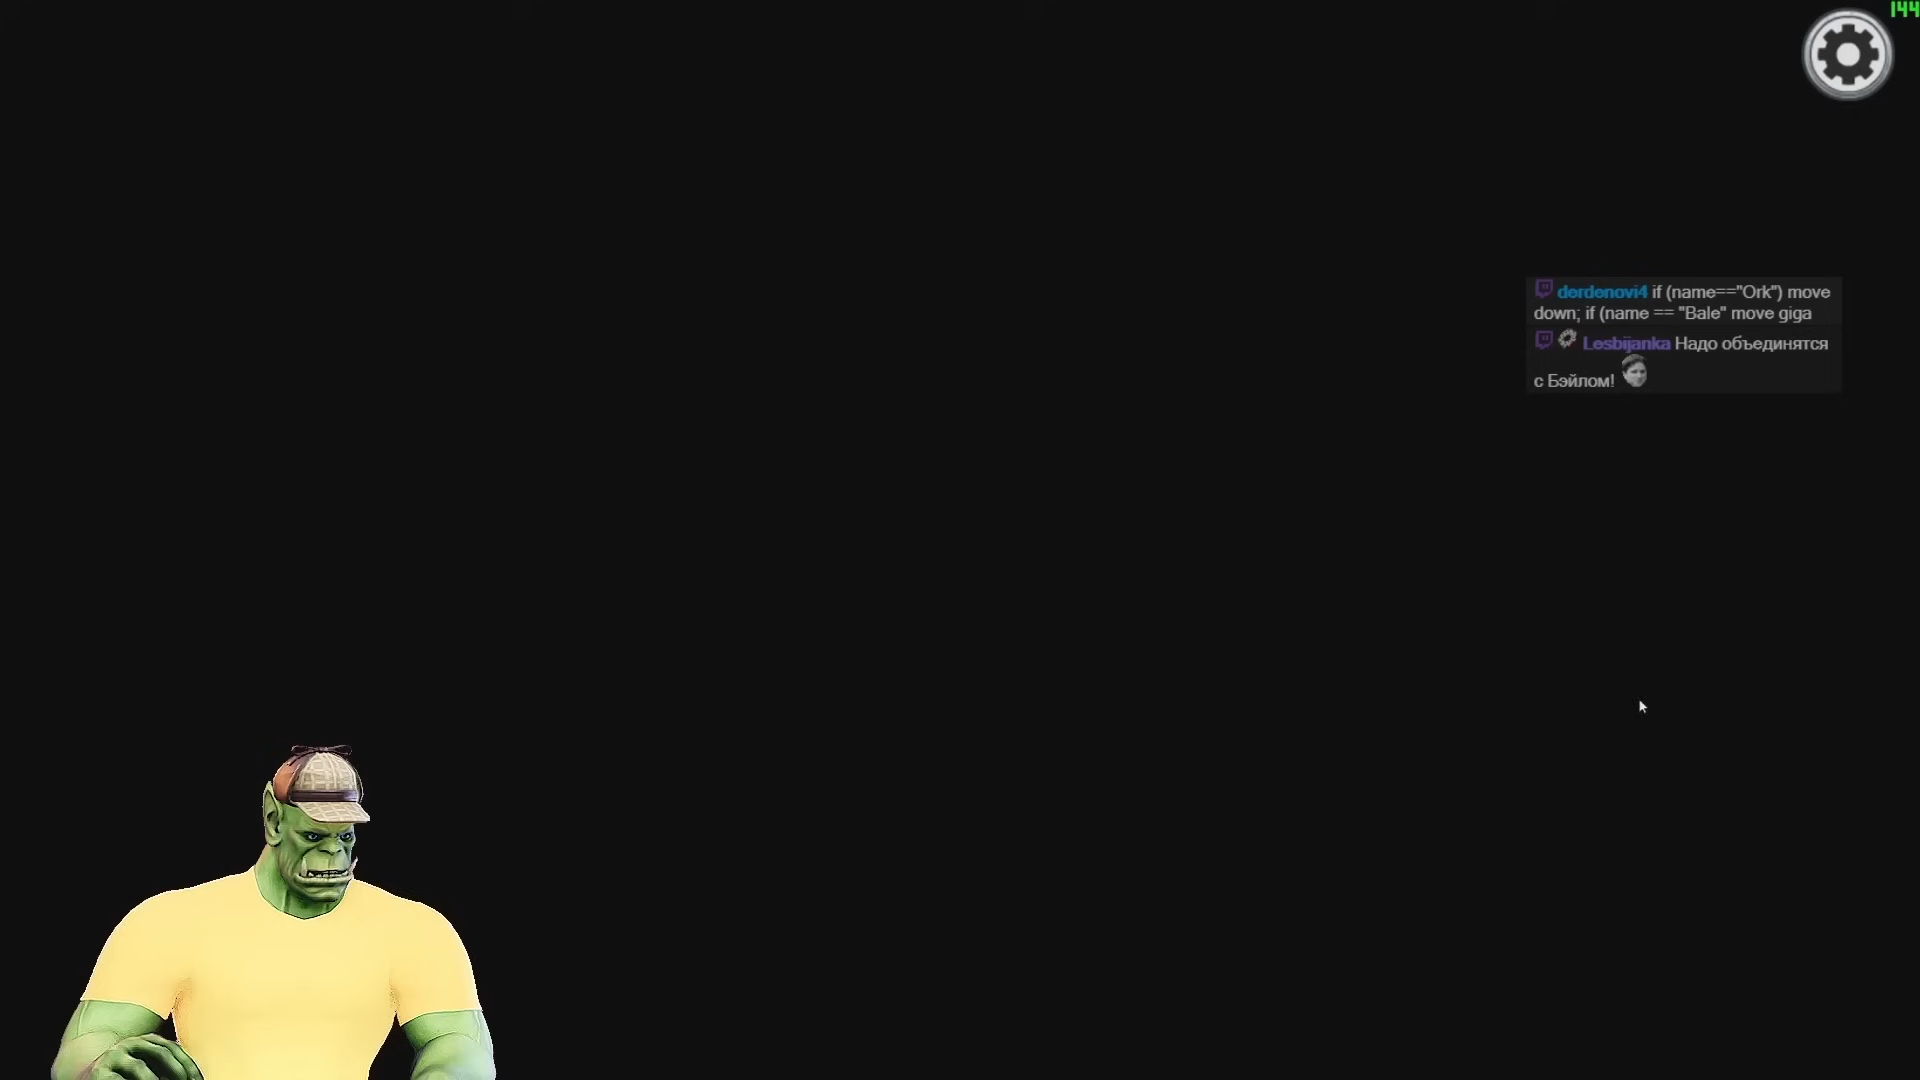 144
derdenovi4 if (name=="Ork") move
down; if (name == "Bale" move giga
Lesbijanka Надо объединятся
с Бэйлом!